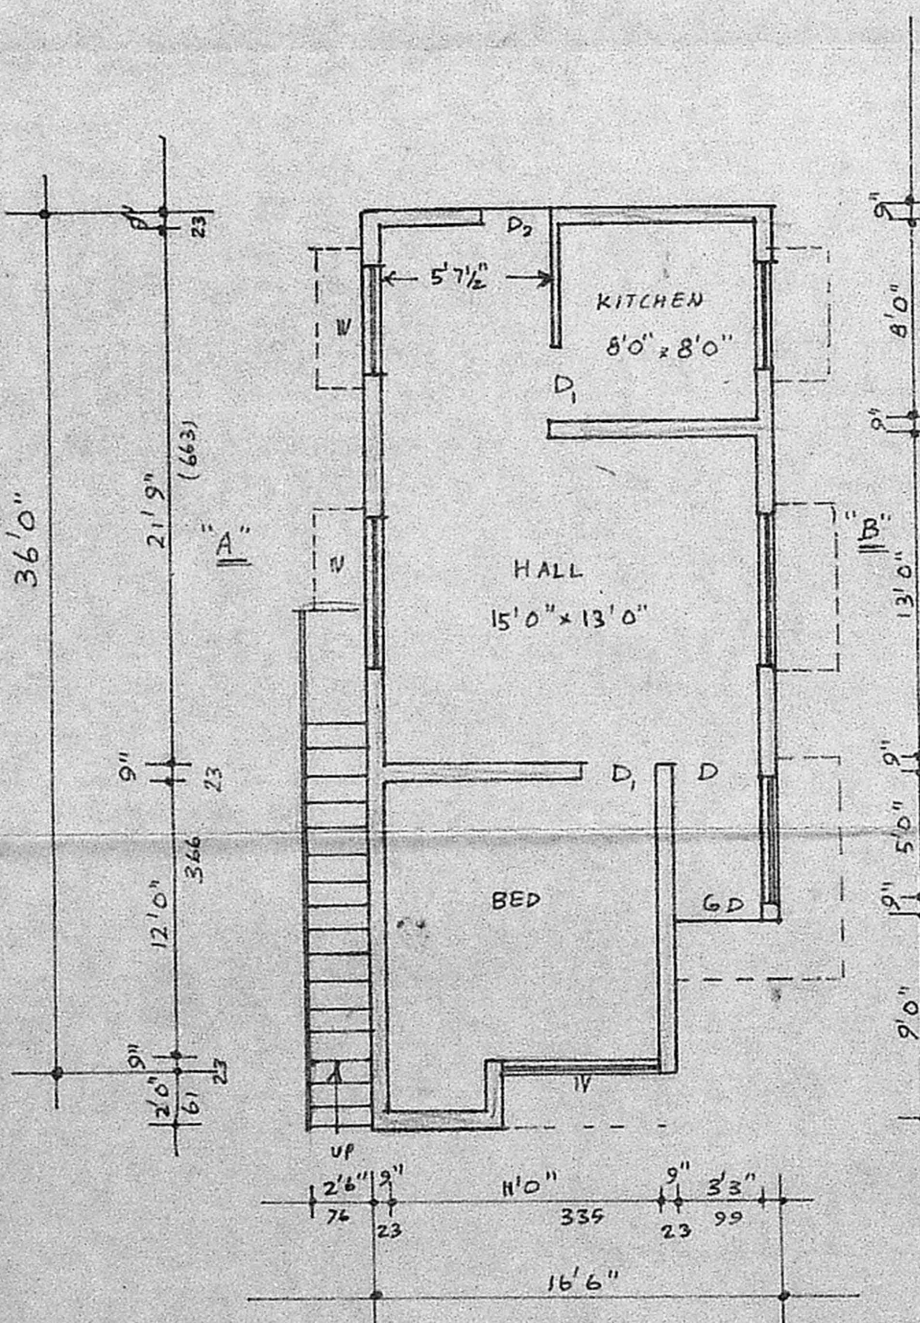 36'0"
9"
23
21'9"
(663)
"A"
9"
23
12'0"
366
9"
23
2'0"
61
D2
5'7½"
W
KITCHEN
8'0" x 8'0"
D1
W
HALL
15'0" x 13'0"
D1
D
BED
GD
W
UP
9"
8'0"
9"
"B"
13'0"
9"
5'0"
9"
9'0"
2'6"
9"
11'0"
9"
3'3"
76
23
335
23
99
16'6"